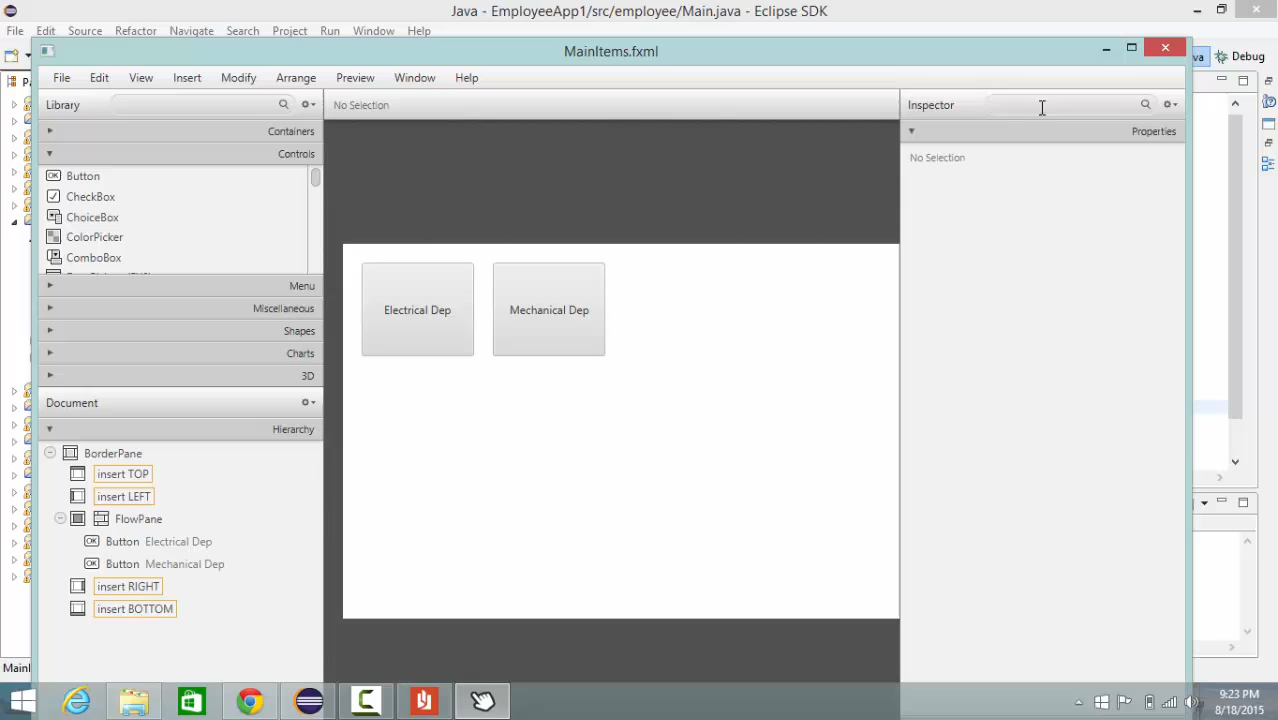 Java - EmployeeApp1/src/employee/Main.java - Eclipse SDK
File Edit Source Refactor Navigate Search Project Run Window Help
MainItems.fxml
Debug
File Edit View Insert Modify Arrange Preview Window Help
Library
No Selection
Inspector
Containers
Properties
Controls
No Selection
Button
CheckBox
ChoiceBox
ColorPicker
ComboBox
Menu
Miscellaneous
Shapes
Charts
3D
Electrical Dep
Mechanical Dep
Document
Hierarchy
BorderPane
insert TOP
insert LEFT
FlowPane
Button Electrical Dep
Button Mechanical Dep
insert RIGHT
insert BOTTOM
9:23 PM
8/18/2015